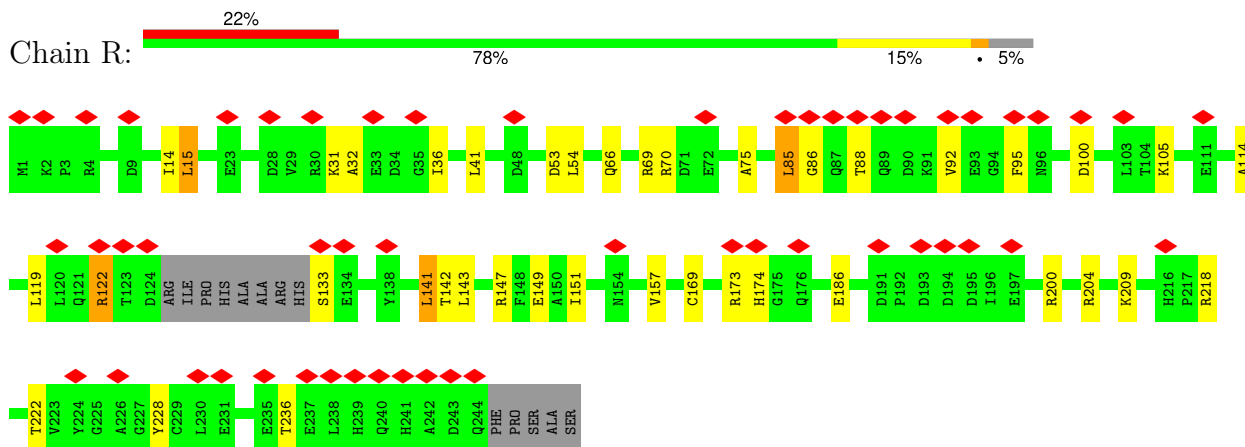 22%
Chain R:
78% 15% • 5%
M1 K2 P3 R4 D9 I14 L15 E23 D28 V29 R30 K31 A32 E33 D34 G35 I36 L41 D48 D53 L54 Q66 R69 R70 D71 E72 A75 L85 G86 Q87 T88 Q89 D90 K91 V92 E93 G94 F95 N96 D100 L103 T104 K105 E111 A114
L119 L120 Q121 R122 T123 D124 ARG ILE PRO HIS ALA ALA ARG HIS S133 E134 Y138 L141 T142 L143 R147 F148 E149 A150 I151 N154 V157 C169 R173 H174 G175 Q176 E186 D191 P192 D193 D194 D195 I196 E197 R200 R204 K209 H216 P217 R218
T222 V223 Y224 G225 A226 G227 Y228 C229 L230 E231 E235 T236 E237 L238 H239 Q240 H241 A242 D243 Q244 PHE PRO SER ALA SER